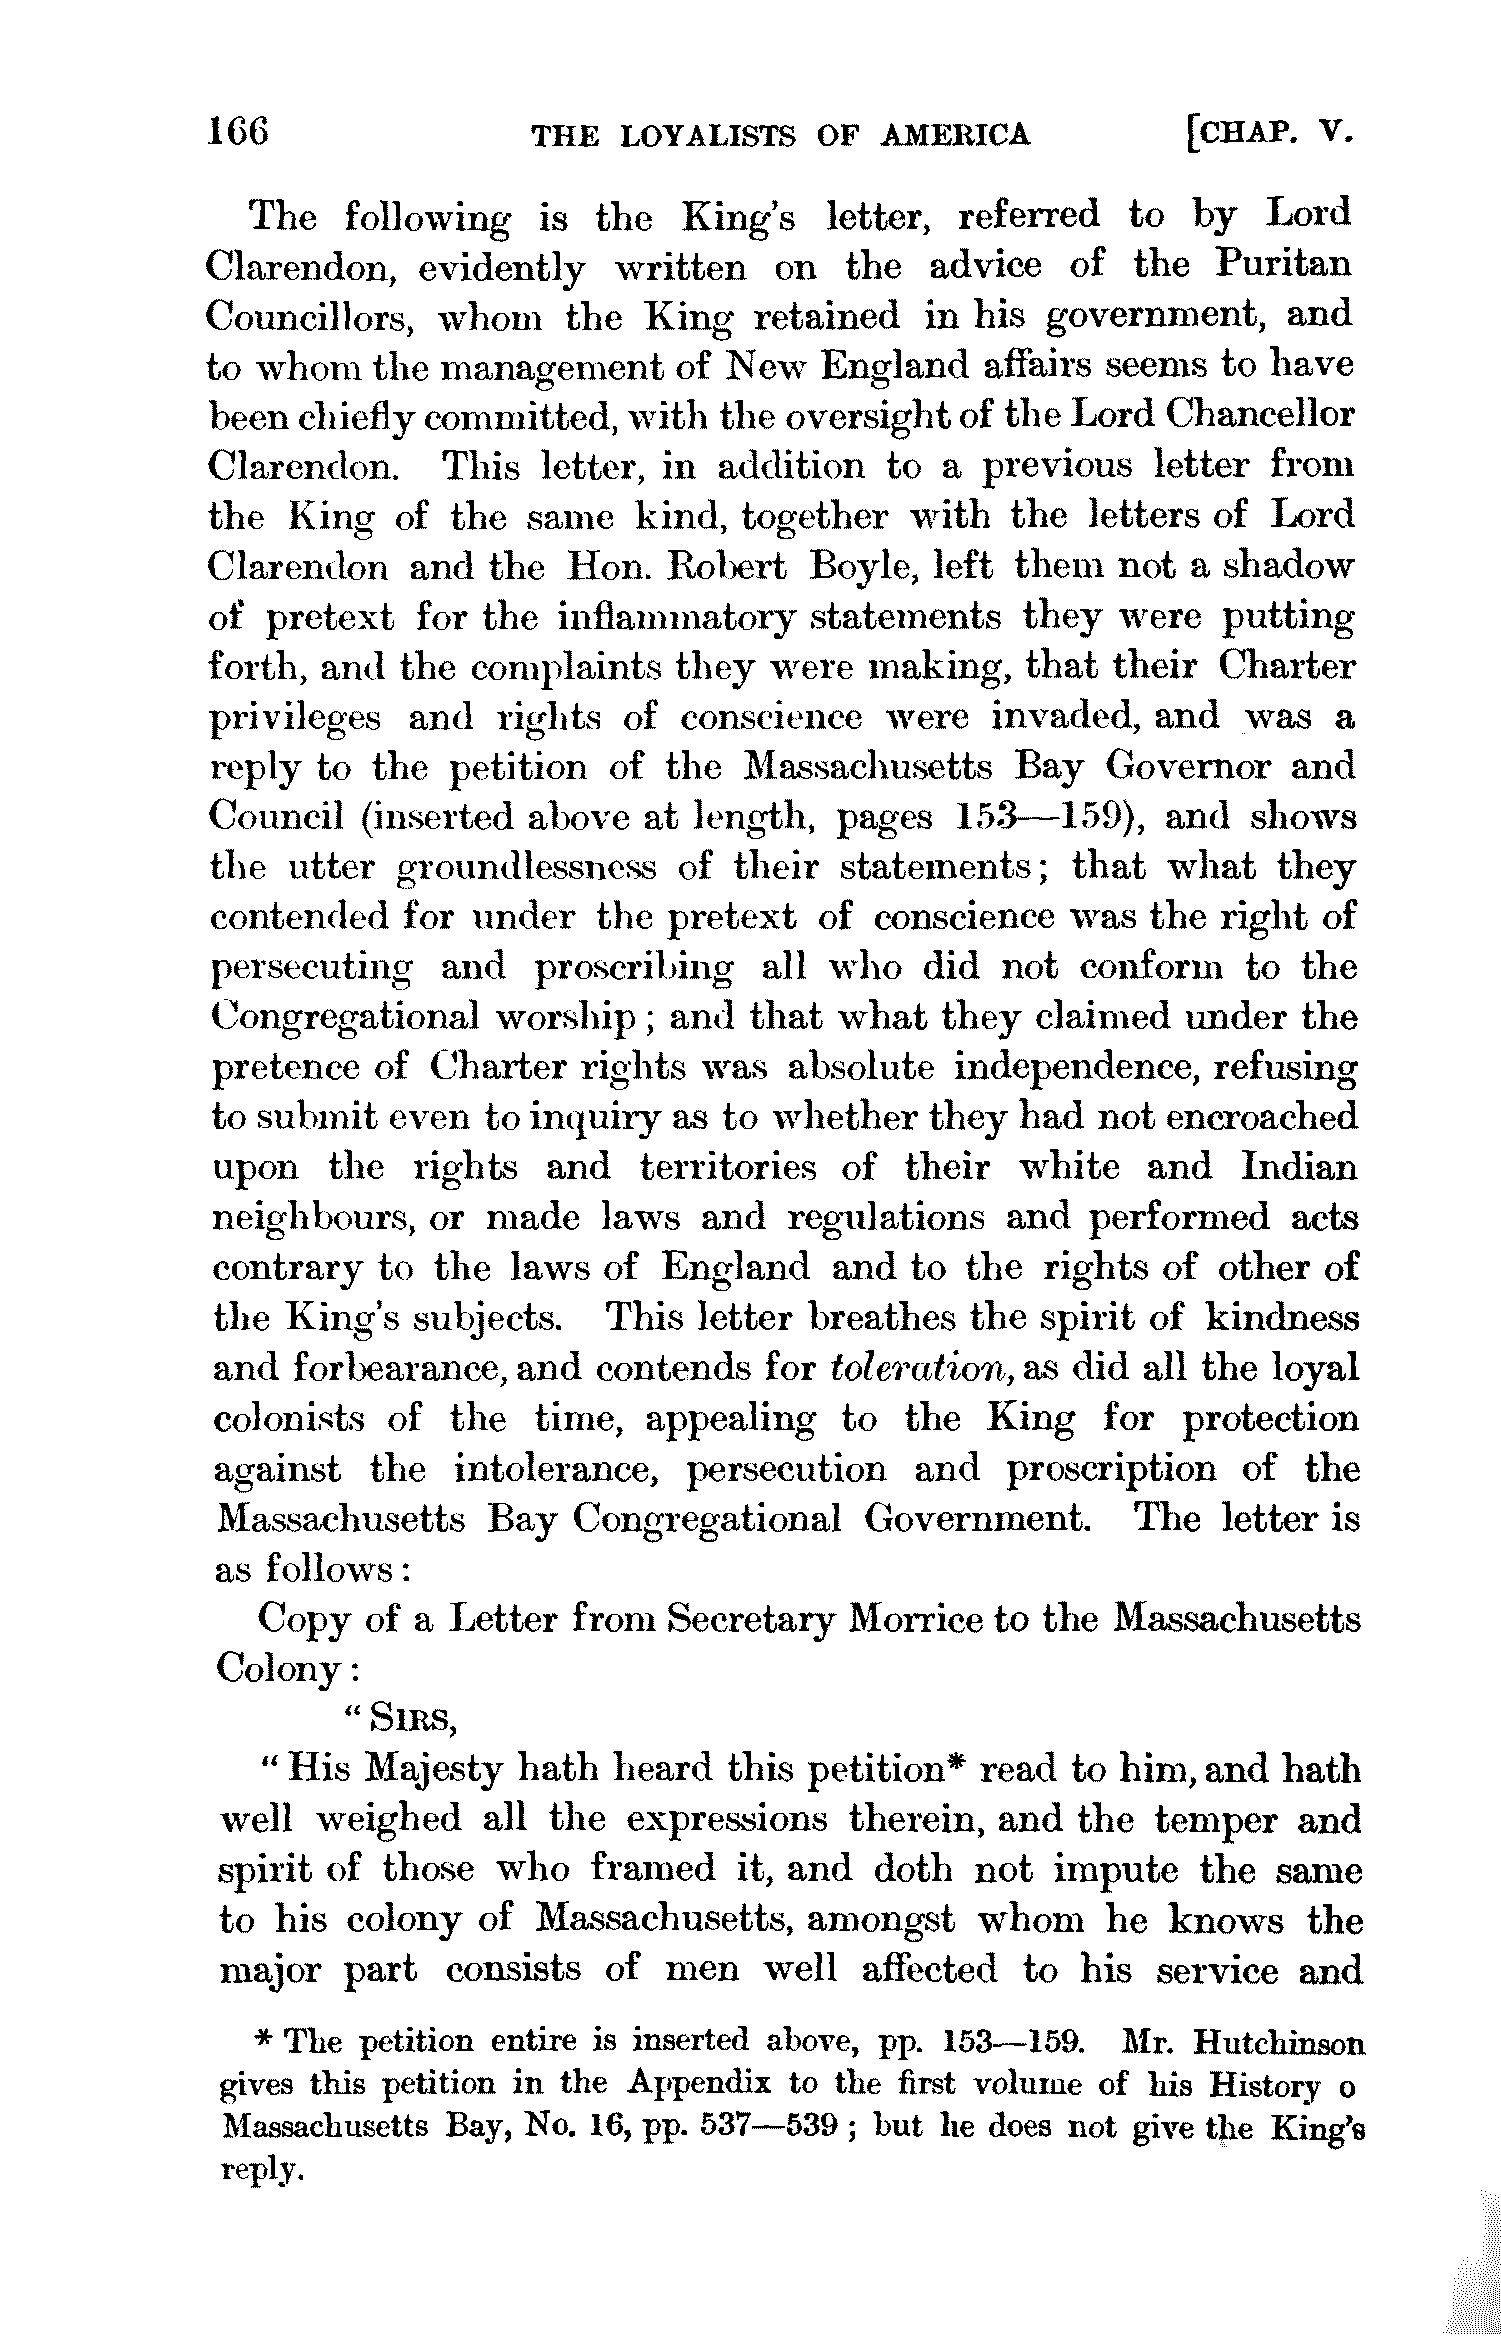 166 THE LOYALISTS OF AMERICA [CHAP. V.
The following is the King's letter, referred to by Lord
Clarendon, evidently written on the advice of the Puritan
Councillors, whom the King retained in his government, and
to whom the management of New England affairs seems to have
been chiefly committed, with the oversight of the Lord Chancellor
Clarendon. This letter, in addition to a previous letter from
the King of the same kind, together with the letters of Lord
Clarendon and the Hon. Robert Boyle, left them not a shadow
of pretext for the inflammatory statements they were putting
forth, and the complaints they were making, that their Charter
privileges and rights of conscience were invaded, and was a
reply to the petition of the Massachusetts Bay Governor and
Council (inserted above at length, pages 153—159), and shows
the utter groundlessness of their statements; that what they
contended for under the pretext of conscience was the right of
persecuting and proscribing all who did not conform to the
Congregational worship; and that what they claimed under the
pretence of Charter rights was absolute independence, refusing
to submit even to inquiry as to whether they had not encroached
upon the rights and territories of their white and Indian
neighbours, or made laws and regulations and performed acts
contrary to the laws of England and to the rights of other of
the King's subjects. This letter breathes the spirit of kindness
and forbearance, and contends for toleration, as did all the loyal
colonists of the time, appealing to the King for protection
against the intolerance, persecution and proscription of the
Massachusetts Bay Congregational Government. The letter is
as follows:
Copy of a Letter from Secretary Morrice to the Massachusetts
Colony:
"SIRS,
"His Majesty hath heard this petition* read to him, and hath
well weighed all the expressions therein, and the temper and
spirit of those who framed it, and doth not impute the same
to his colony of Massachusetts, amongst whom he knows the
major part consists of men well affected to his service and
* The petition entire is inserted above, pp. 153—159. Mr. Hutchinson
gives this petition in the Appendix to the first volume of his History o
Massachusetts Bay, No. 16, pp. 537—539; but he does not give the King's
reply.